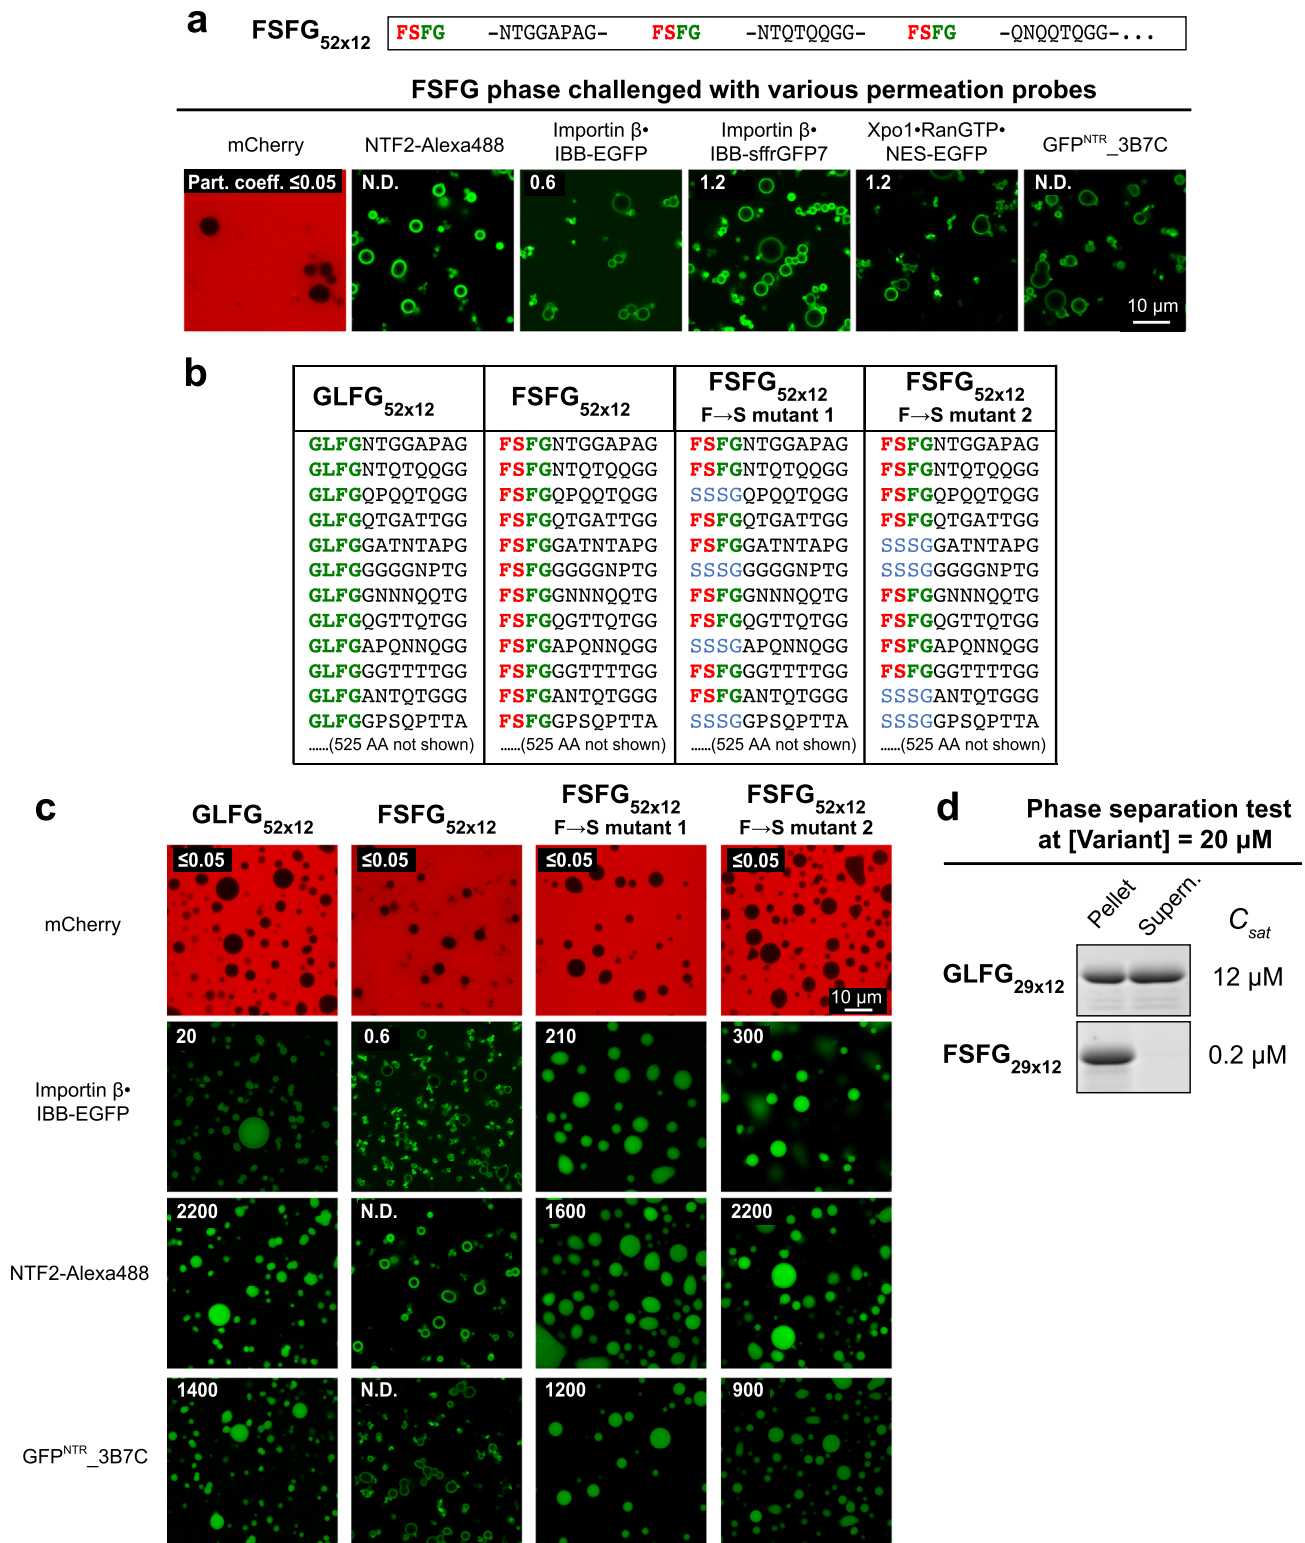 a
FSFG52x12
FSFG -NTGGAPAG- FSFG -NTQTQQGG- FSFG -QNQQTQGG-...
FSFG phase challenged with various permeation probes
mCherry
NTF2-Alexa488
Importin β•
IBB-EGFP
Importin β•
IBB-sffrGFP7
Xpo1•RanGTP•
NES-EGFP
GFPNTR_3B7C
Part. coeff. ≤0.05
N.D.
0.6
1.2
1.2
N.D.
10 µm
b
GLFG52x12
FSFG52x12
FSFG52x12
F→S mutant 1
FSFG52x12
F→S mutant 2
GLFGNTGGAPAG FSFGNTGGAPAG FSFGNTGGAPAG FSFGNTGGAPAG
GLFGNTQTQQGG FSFGNTQTQQGG FSFGNTQTQQGG FSFGNTQTQQGG
GLFGQPQQTQGG FSFGQPQQTQGG SSSGQPQQTQGG FSFGQPQQTQGG
GLFGQTGATTGG FSFGQTGATTGG FSFGQTGATTGG FSFGQTGATTGG
GLFGGATNTAPG FSFGGATNTAPG FSFGGATNTAPG SSSGGATNTAPG
GLFGGGGGNPTG FSFGGGGGNPTG SSSGGGGGNPTG SSSGGGGGNPTG
GLFGGNNNQQTG FSFGGNNNQQTG FSFGGNNNQQTG FSFGGNNNQQTG
GLFGQGTTQTGG FSFGQGTTQTGG FSFGQGTTQTGG FSFGQGTTQTGG
GLFGAPQNNQGG FSFGAPQNNQGG SSSGAPQNNQGG FSFGAPQNNQGG
GLFGGGTTTTGG FSFGGGTTTTGG FSFGGGTTTTGG FSFGGGTTTTGG
GLFGANTQTGGG FSFGANTQTGGG FSFGANTQTGGG SSSGANTQTGGG
GLFGGPSQPTTA FSFGGPSQPTTA SSSGGPSQPTTA SSSGGPSQPTTA
......(525 AA not shown) ......(525 AA not shown) ......(525 AA not shown) ......(525 AA not shown)
c
GLFG52x12
FSFG52x12
FSFG52x12
F→S mutant 1
FSFG52x12
F→S mutant 2
mCherry
≤0.05
≤0.05
≤0.05
≤0.05
10 µm
Importin β•
IBB-EGFP
20
0.6
210
300
NTF2-Alexa488
2200
N.D.
1600
2200
GFPNTR_3B7C
1400
N.D.
1200
900
d
Phase separation test
at [Variant] = 20 µM
Pellet
Supern.
Csat
GLFG29x12
12 µM
FSFG29x12
0.2 µM